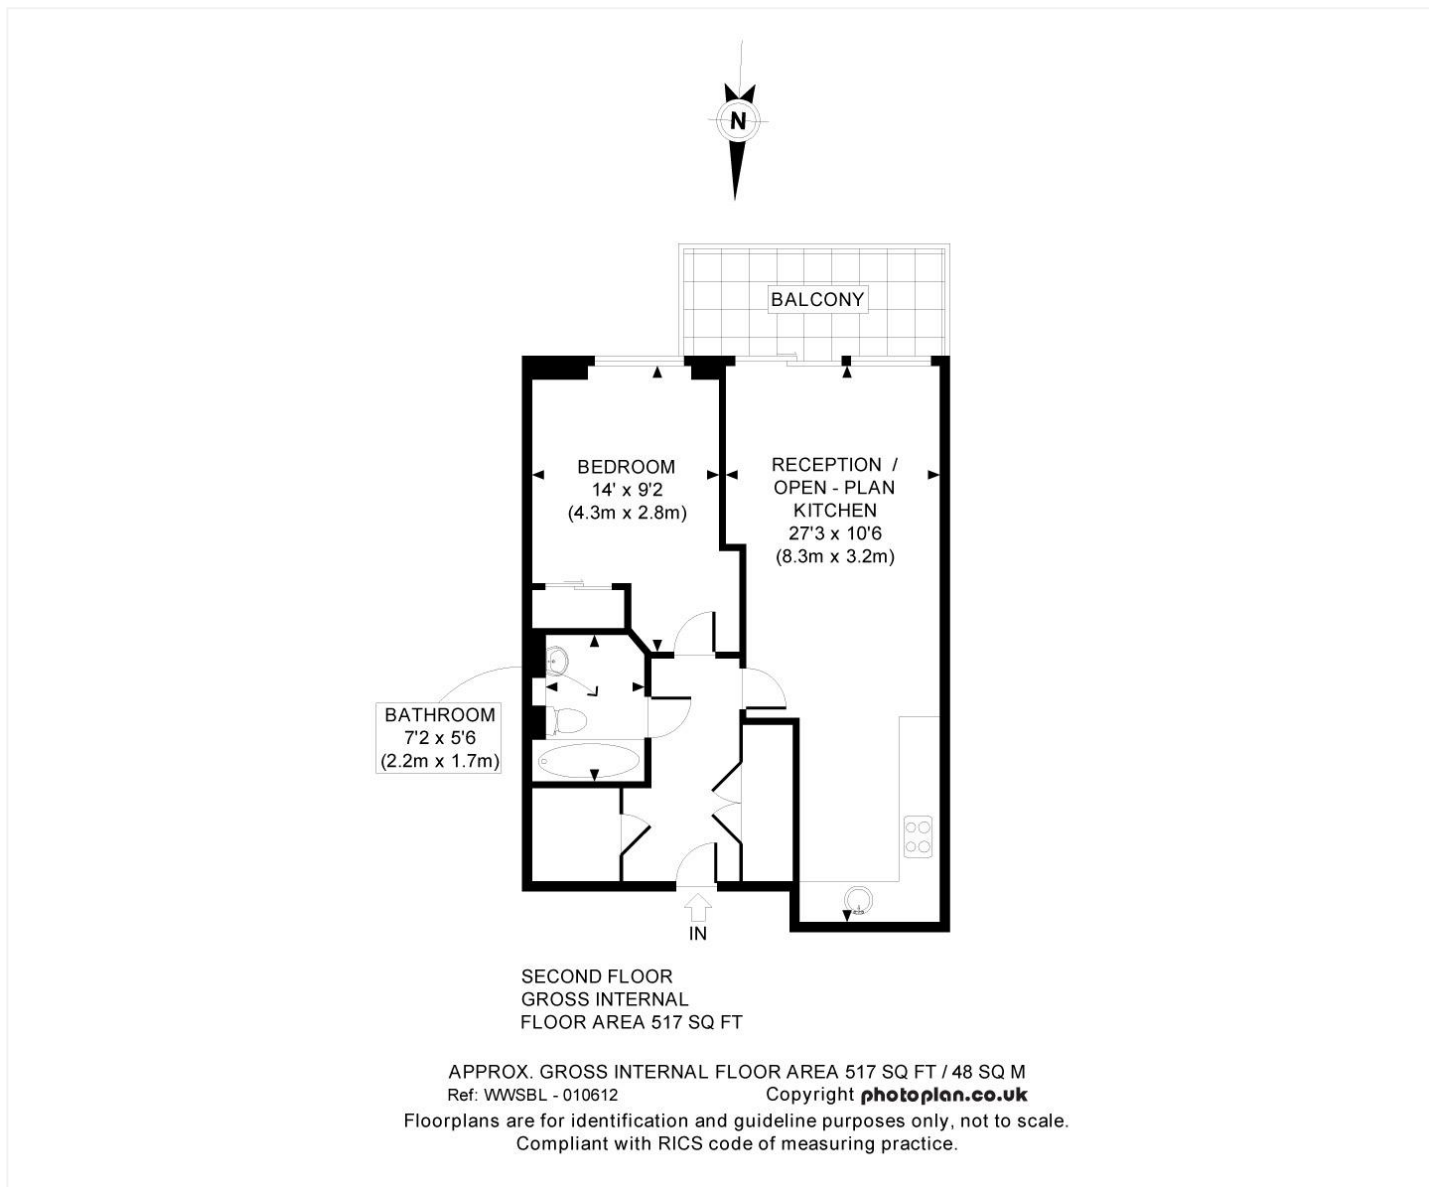 N
BALCONY
BEDROOM
14' x 9'2
(4.3m x 2.8m)
RECEPTION /
OPEN - PLAN
KITCHEN
27'3 x 10'6
(8.3m x 3.2m)
BATHROOM
7'2 x 5'6
(2.2m x 1.7m)
IN
SECOND FLOOR
GROSS INTERNAL
FLOOR AREA 517 SQ FT
APPROX. GROSS INTERNAL FLOOR AREA 517 SQ FT / 48 SQ M
Ref: WWSBL - 010612 Copyright photoplan.co.uk
Floorplans are for identification and guideline purposes only, not to scale.
Compliant with RICS code of measuring practice.